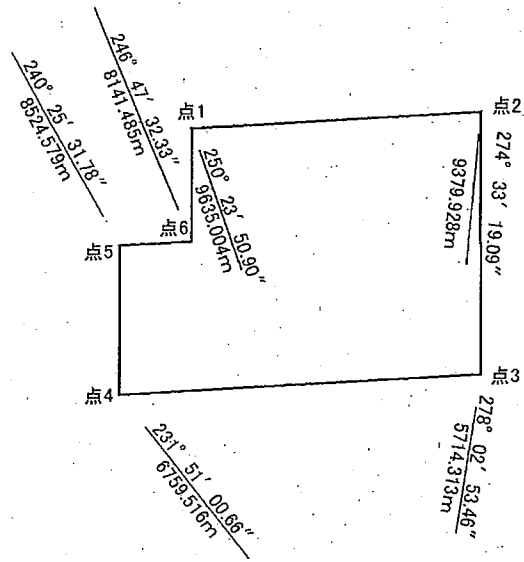 246° 47′ 32.33″
8141.485m
240° 25′ 31.78″
8524.579m
点1
点2
274° 33′ 19.09″
9379.928m
250° 23′ 50.90″
9635.004m
点6
点5
点3
点4
278° 02′ 53.46″
5714.313m
231° 51′ 00.66″
6759.516m